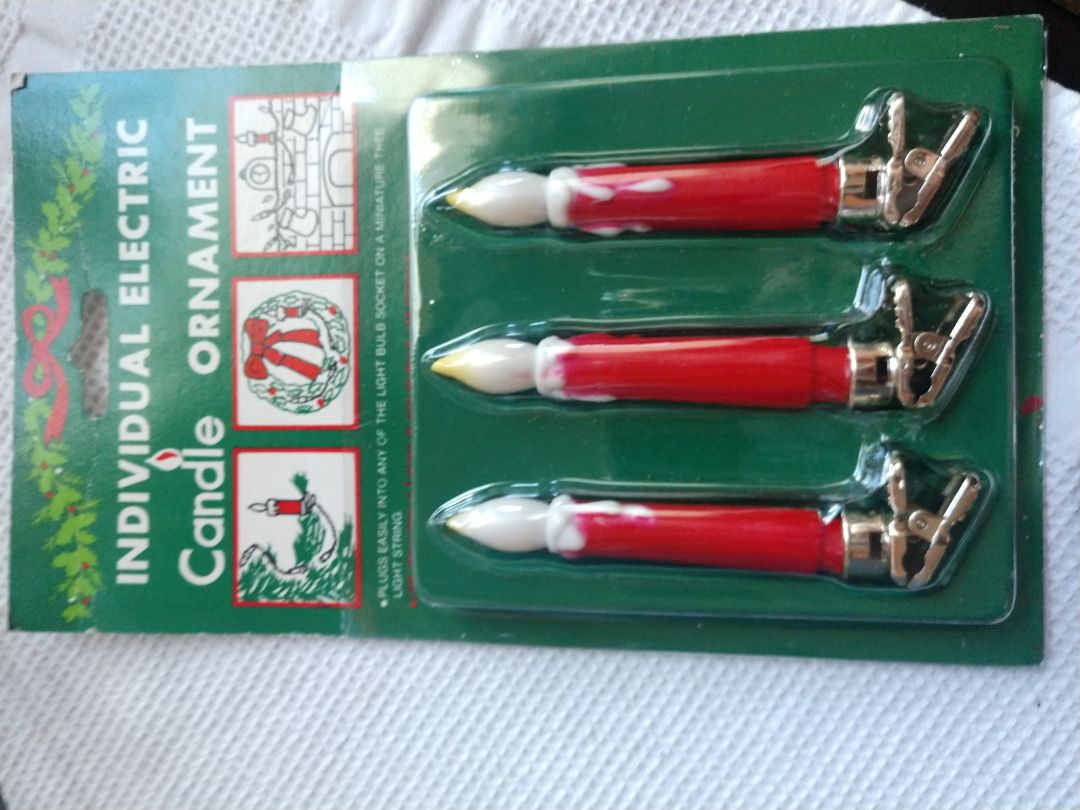 INDIVIDUAL ELECTRIC
Candle ORNAMENT
• PLUGS EASILY INTO ANY OF THE LIGHT BULB SOCKET ON A MINIATURE TREE
LIGHT STRING.